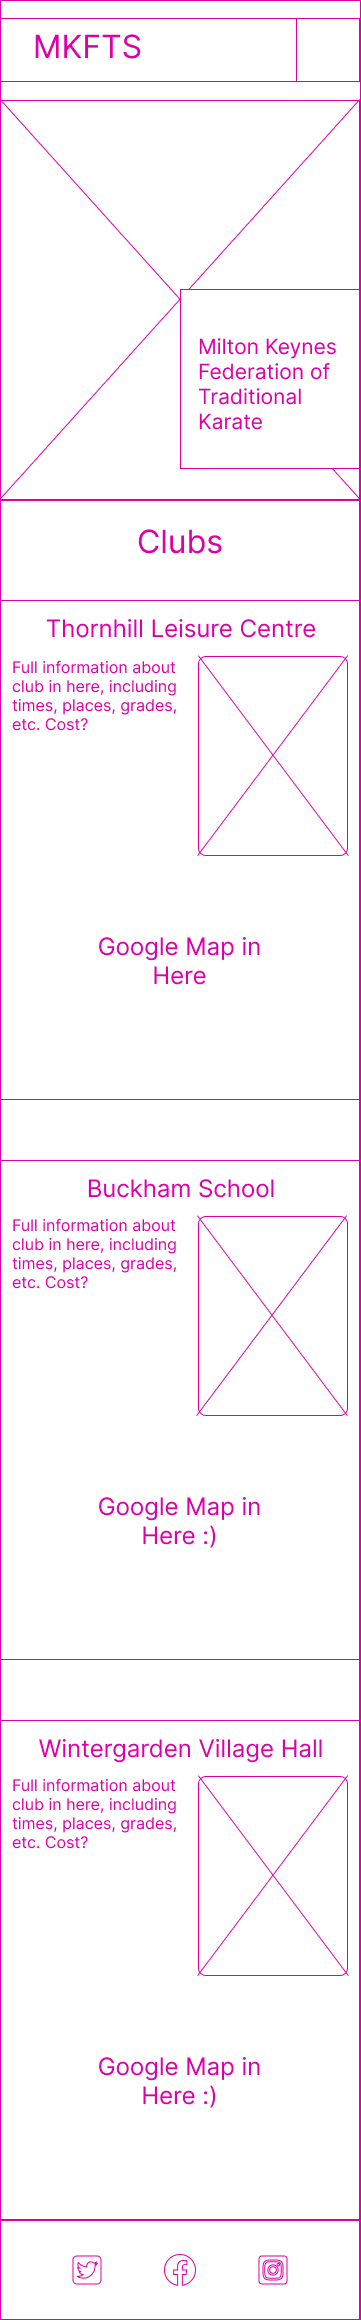 MKFTS
Milton Keynes
Federation of
Traditional
Karate
Clubs
Thornhill Leisure Centre
Full information about
club in here, including
times, places, grades,
etc. Cost?
Google Map in
Here
Buckham School
Full information about
club in here, including
times, places, grades,
etc. Cost?
Google Map in
Here :)
Wintergarden Village Hall
Full information about
club in here, including
times, places, grades,
etc. Cost?
Google Map in
Here :)